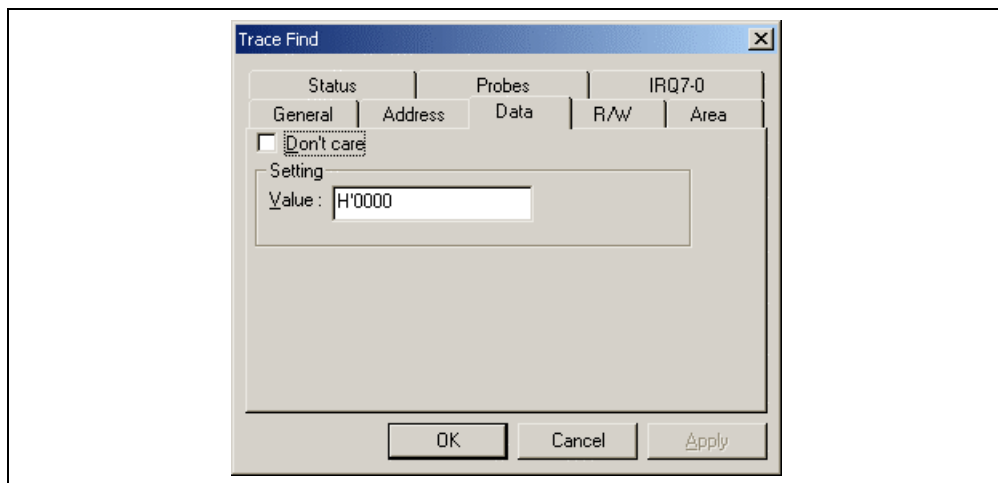 Trace Find
Status Probes IRQ7-0
General Address Data R/W Area
Don't care
Setting
Value : H'0000
OK Cancel Apply